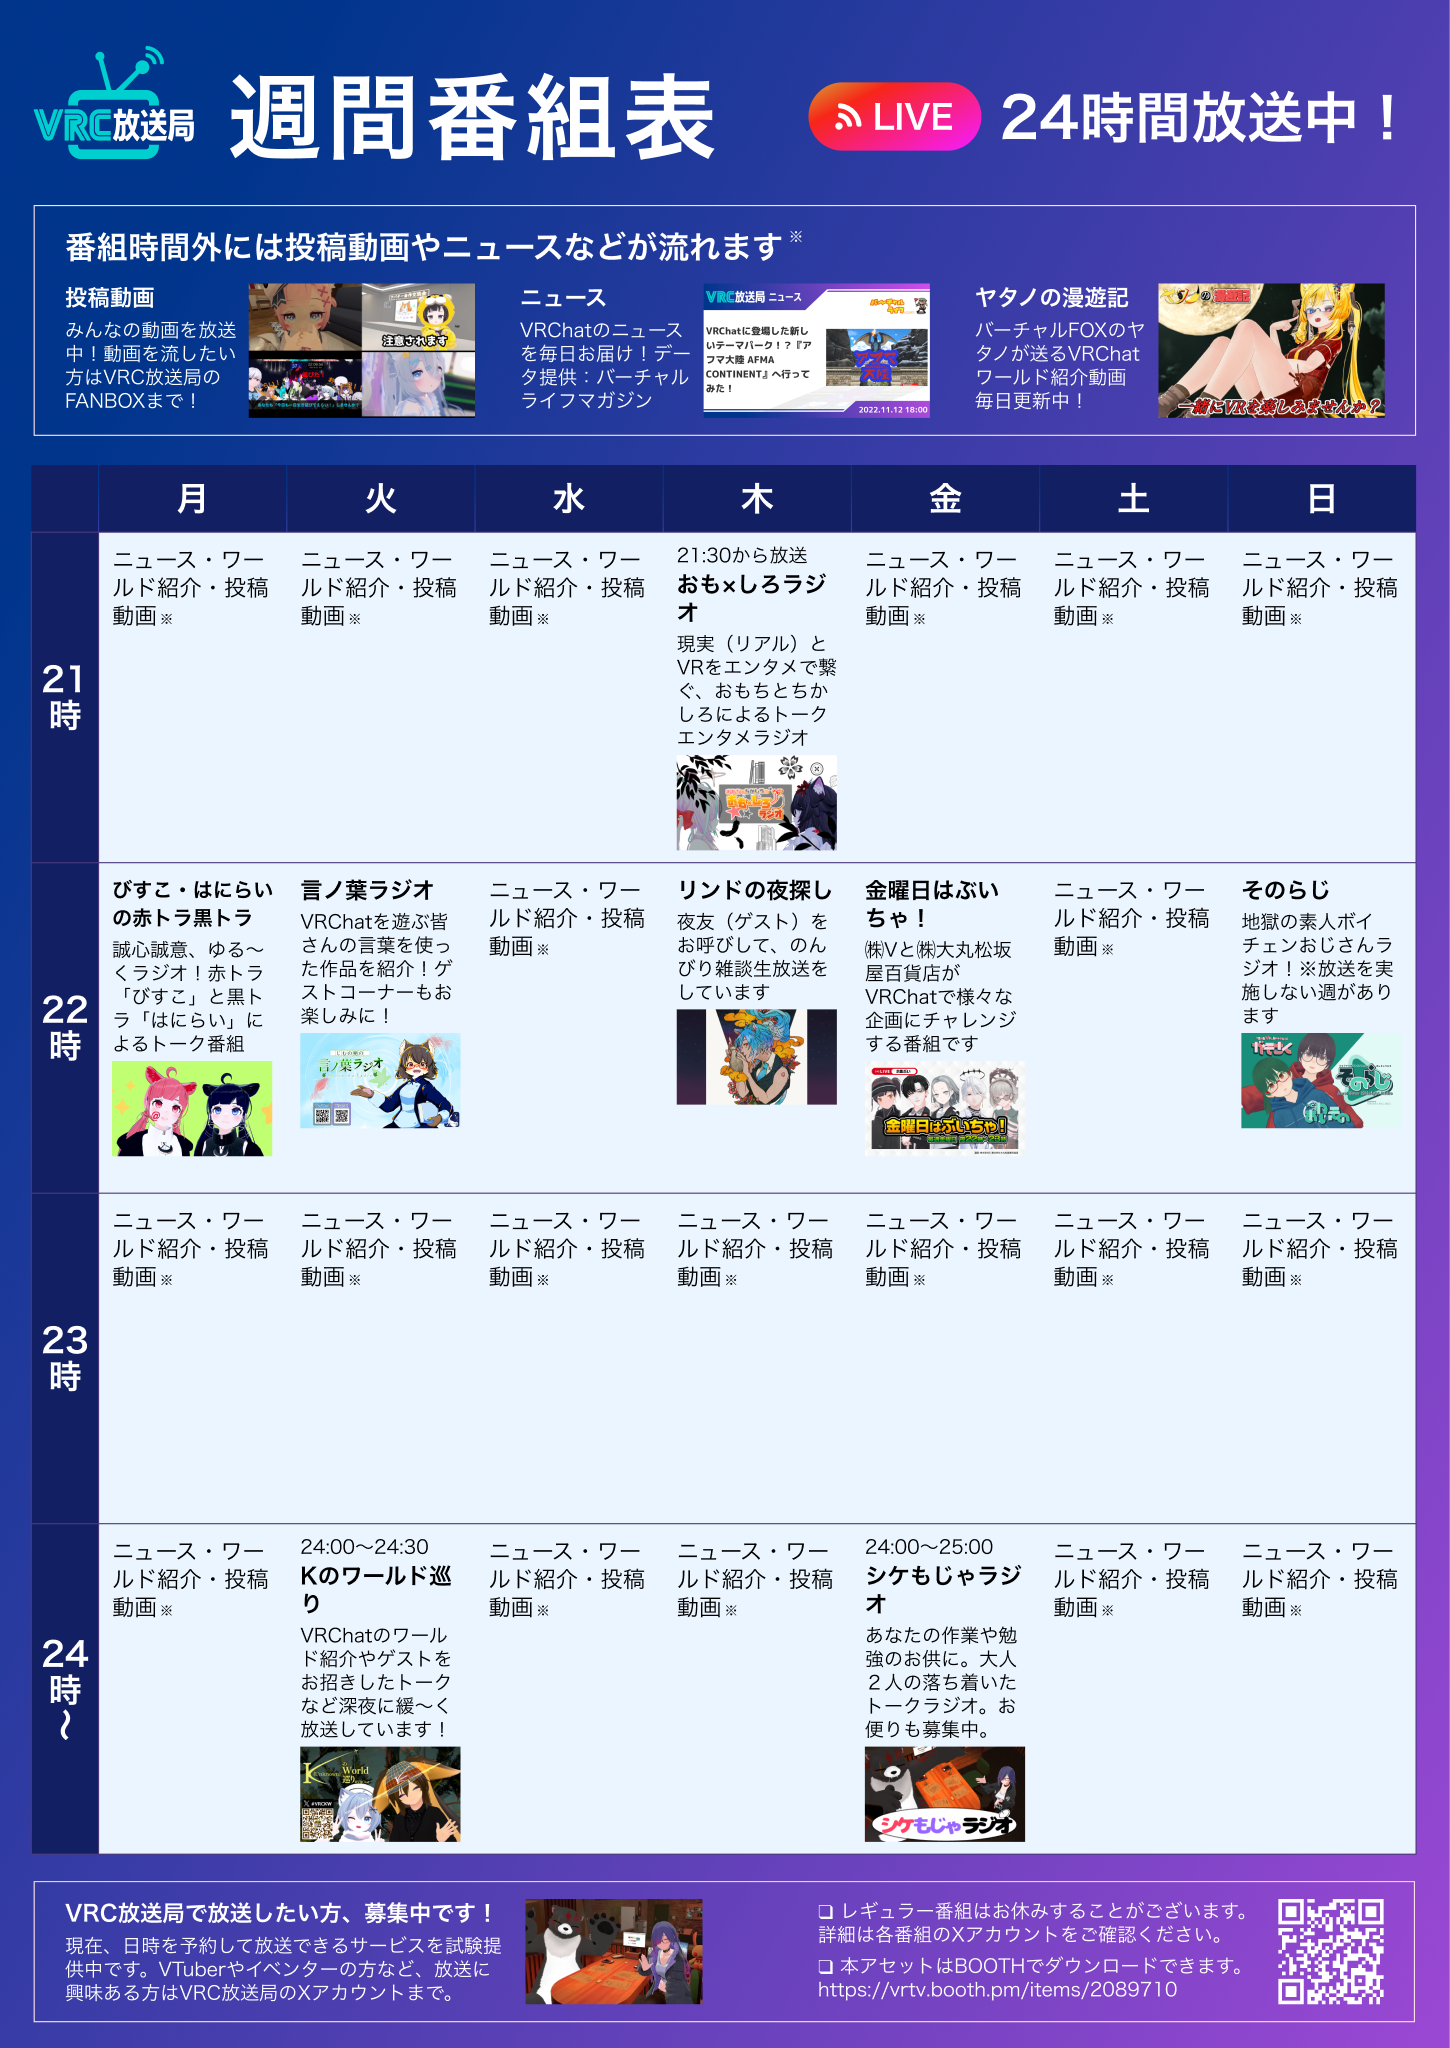 VRC放送局
週間番組表
LIVE
24時間放送中！
番組時間外には投稿動画やニュースなどが流れます※
投稿動画
みんなの動画を放送
中！動画を流したい
方はVRC放送局の
FANBOXまで！
注意されます
ニュース
VRChatのニュース
を毎日お届け！デー
タ提供：バーチャル
ライフマガジン
VRC放送局 ニュース
VRChatに登場した新し
いテーマパーク！？『ア
フマ大陸 AFMA
CONTINENT』へ行って
みた！
2022.11.12 18:00
ヤタノの漫遊記
バーチャルFOXのヤ
タノが送るVRChat
ワールド紹介動画
毎日更新中！
一緒にVRを楽しみませんか？
月
火
水
木
金
土
日
21
時
ニュース・ワー
ルド紹介・投稿
動画※
ニュース・ワー
ルド紹介・投稿
動画※
ニュース・ワー
ルド紹介・投稿
動画※
21:30から放送
おも×しろラジ
オ
現実（リアル）と
VRをエンタメで繋
ぐ、おもちとちか
しろによるトーク
エンタメラジオ
ニュース・ワー
ルド紹介・投稿
動画※
ニュース・ワー
ルド紹介・投稿
動画※
ニュース・ワー
ルド紹介・投稿
動画※
22
時
びすこ・はにらい
の赤トラ黒トラ
誠心誠意、ゆる～
くラジオ！赤トラ
「びすこ」と黒ト
ラ「はにらい」に
よるトーク番組
言ノ葉ラジオ
VRChatを遊ぶ皆
さんの言葉を使っ
た作品を紹介！ゲ
ストコーナーもお
楽しみに！
言ノ葉ラジオ
ニュース・ワー
ルド紹介・投稿
動画※
リンドの夜探し
夜友（ゲスト）を
お呼びして、のん
びり雑談生放送を
しています
金曜日はぶい
ちゃ！
㈱Vと㈱大丸松坂
屋百貨店が
VRChatで様々な
企画にチャレンジ
する番組です
金曜日はぶいちゃ！
ニュース・ワー
ルド紹介・投稿
動画※
そのらじ
地獄の素人ボイ
チェンおじさんラ
ジオ！※放送を実
施しない週があり
ます
そのらじ
23
時
ニュース・ワー
ルド紹介・投稿
動画※
ニュース・ワー
ルド紹介・投稿
動画※
ニュース・ワー
ルド紹介・投稿
動画※
ニュース・ワー
ルド紹介・投稿
動画※
ニュース・ワー
ルド紹介・投稿
動画※
ニュース・ワー
ルド紹介・投稿
動画※
ニュース・ワー
ルド紹介・投稿
動画※
24
時
～
ニュース・ワー
ルド紹介・投稿
動画※
24:00～24:30
Kのワールド巡
り
VRChatのワール
ド紹介やゲストを
お招きしたトーク
など深夜に緩～く
放送しています！
World
巡り
#VRCKW
ニュース・ワー
ルド紹介・投稿
動画※
ニュース・ワー
ルド紹介・投稿
動画※
24:00～25:00
シケもじゃラジ
オ
あなたの作業や勉
強のお供に。大人
２人の落ち着いた
トークラジオ。お
便りも募集中。
シケもじゃラジオ
ニュース・ワー
ルド紹介・投稿
動画※
ニュース・ワー
ルド紹介・投稿
動画※
VRC放送局で放送したい方、募集中です！
現在、日時を予約して放送できるサービスを試験提
供中です。VTuberやイベンターの方など、放送に
興味ある方はVRC放送局のXアカウントまで。
❏ レギュラー番組はお休みすることがございます。
詳細は各番組のXアカウントをご確認ください。
❏ 本アセットはBOOTHでダウンロードできます。
https://vrtv.booth.pm/items/2089710